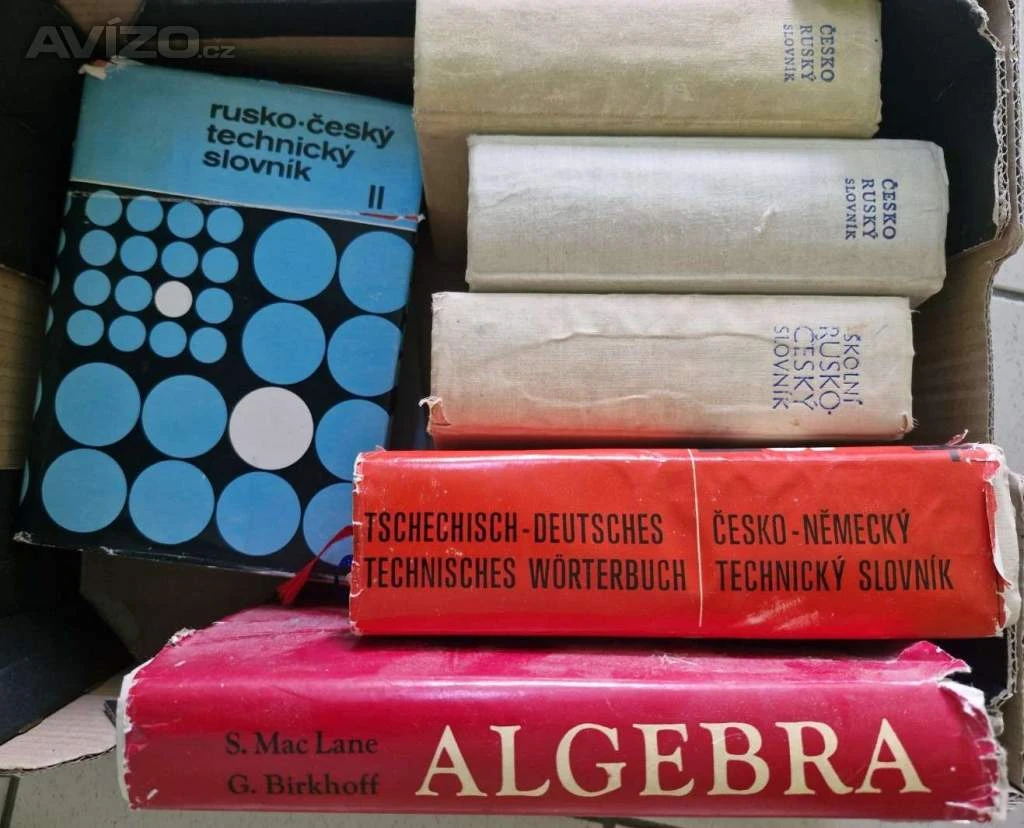 AVÍZO.cz
rusko-český
technický
slovník
II
ČESKO
RUSKÝ
SLOVNÍK
ČESKO
RUSKÝ
SLOVNÍK
ŠKOLNÍ
RUSKO-
ČESKÝ
SLOVNÍK
TSCHECHISCH-DEUTSCHES
TECHNISCHES WÖRTERBUCH
ČESKO-NĚMECKÝ
TECHNICKÝ SLOVNÍK
S. Mac Lane
G. Birkhoff
ALGEBRA